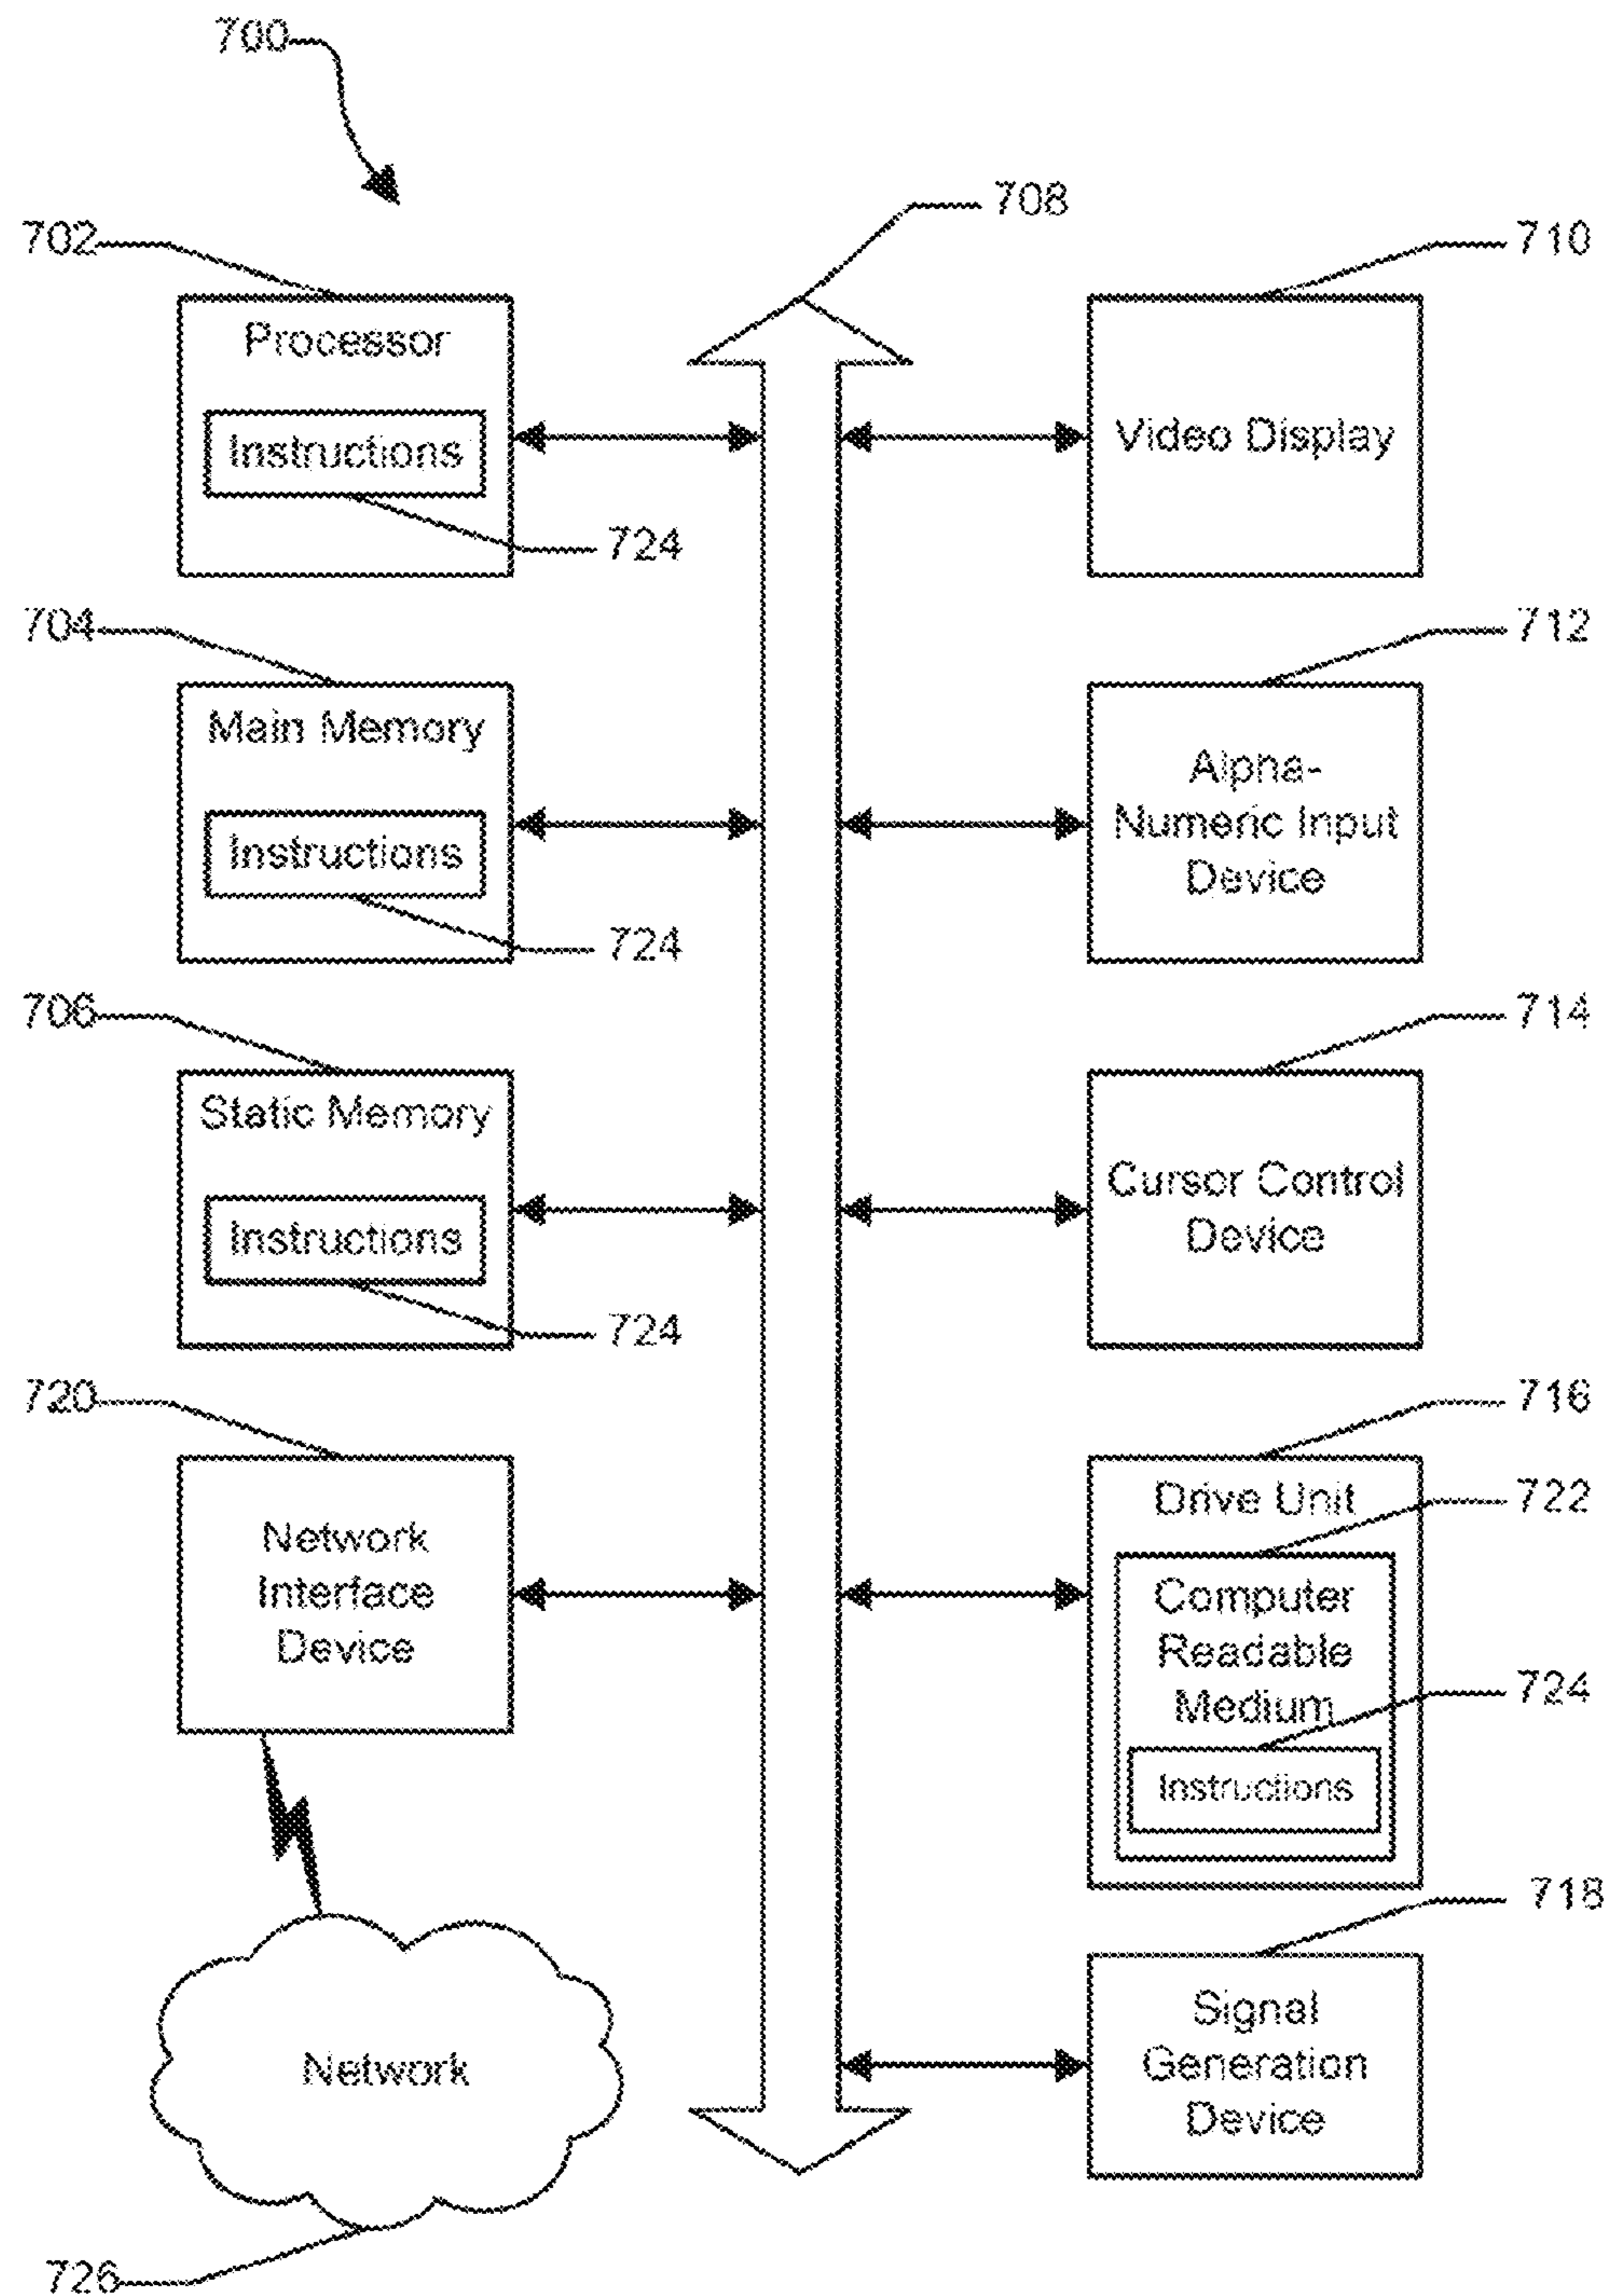 700
708
702
710
Processor
Instructions
724
Video Display
704
712
Main Memory
Instructions
724
Alpha-
Numeric Input
Device
706
714
Static Memory
Instructions
724
Cursor Control
Device
720
716
Network
Interface
Device
Drive Unit
722
Computer
Readable
Medium
724
Instructions
718
Signal
Generation
Device
Network
726